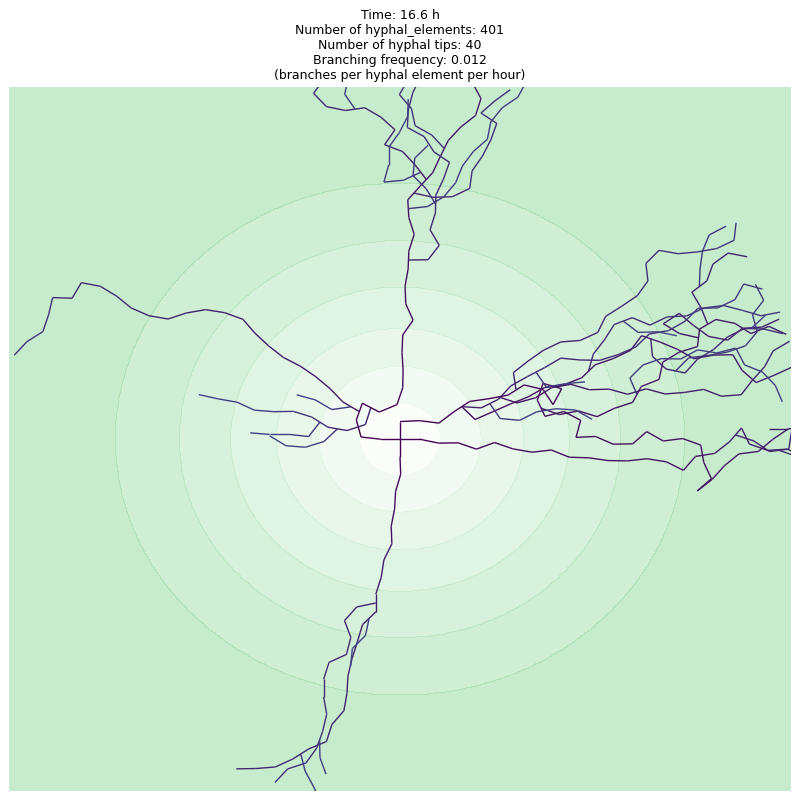 Time: 16.6 h
Number of hyphal_elements: 401
Number of hyphal tips: 40
Branching frequency: 0.012
(branches per hyphal element per hour)